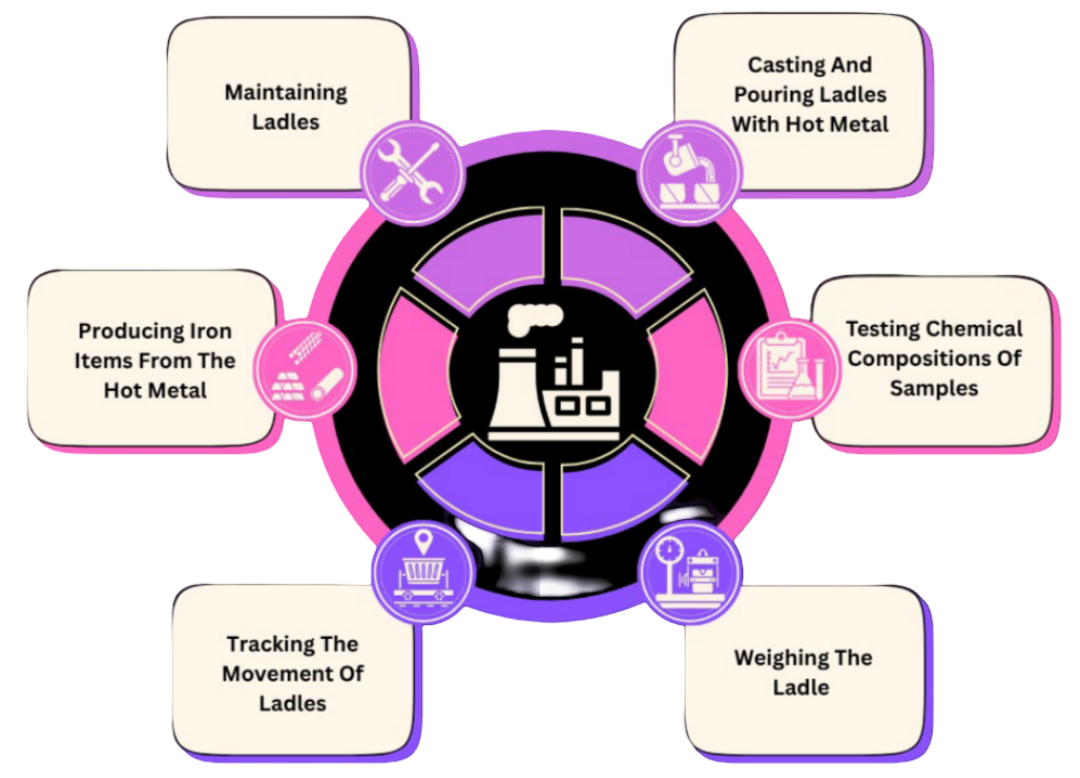 Maintaining
Ladles
Casting And
Pouring Ladles
With Hot Metal
Producing Iron
Items From The
Hot Metal
Testing Chemical
Compositions Of
Samples
Tracking The
Movement Of
Ladles
Weighing The
Ladle